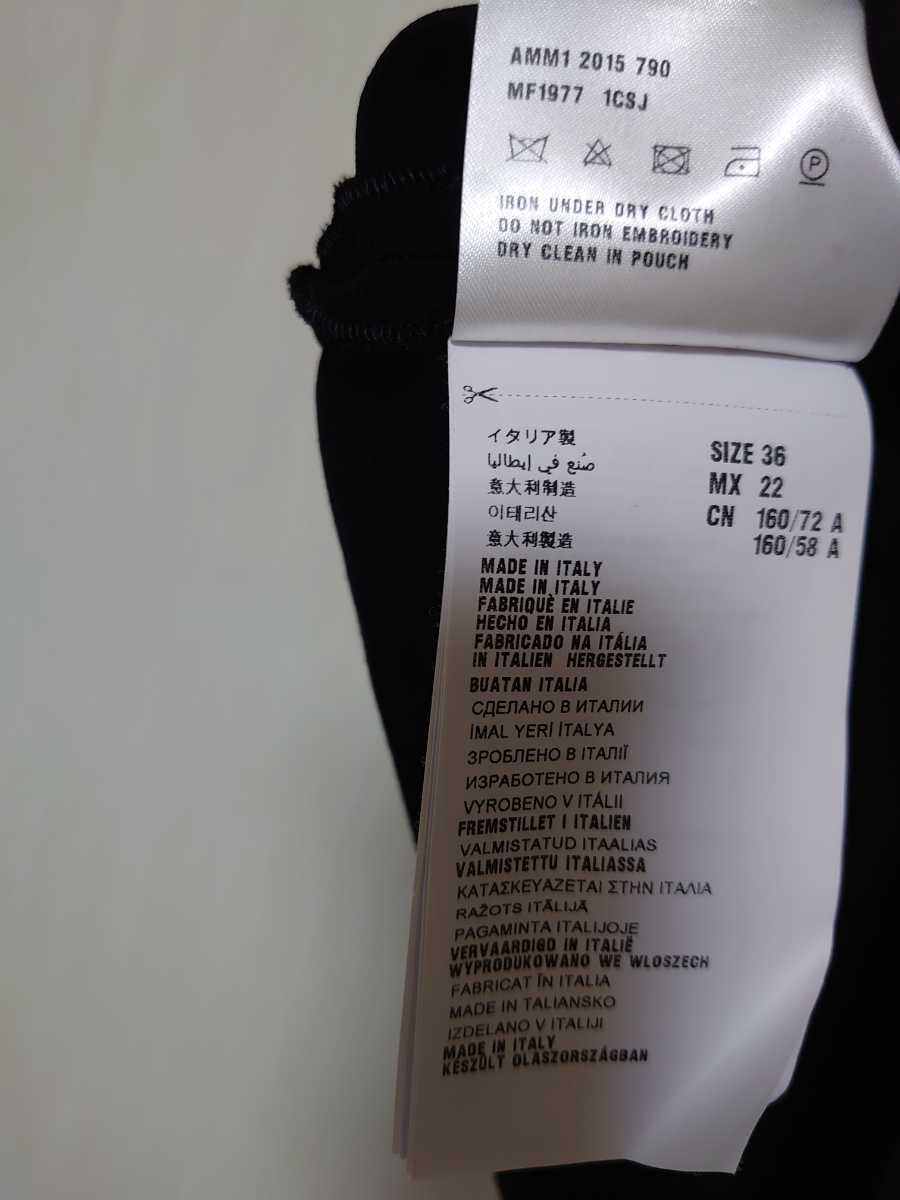 AMM1 2015 790
MF1977 1CSJ
P
IRON UNDER DRY CLOTH
DO NOT IRON EMBROIDERY
DRY CLEAN IN POUCH
イタリア製
صُنع في إيطاليا
意大利制造
이태리산
意大利製造
MADE IN ITALY
MADE IN ITALY
FABRIQUÈ EN ITALIE
HECHO EN ITALIA
FABRICADO NA ITÁLIA
IN ITALIEN HERGESTELLT
BUATAN ITALIA
СДЕЛАНО В ИТАЛИИ
İMAL YERİ İTALYA
ЗРОБЛЕНО В ІТАЛІЇ
ИЗРАБОТЕНО В ИТАЛИЯ
VYROBENO V ITÁLII
FREMSTILLET I ITALIEN
VALMISTATUD ITAALIAS
VALMISTETTU ITALIASSA
ΚΑΤΑΣΚΕΥΑΖΕΤΑΙ ΣΤΗΝ ΙΤΑΛΙΑ
RAŽOTS ITĀLIJĀ
PAGAMINTA ITALIJOJE
VERVAARDIGD IN ITALIË
WYPRODUKOWANO WE WLOSZECH
FABRICAT ÎN ITALIA
MADE IN TALIANSKO
IZDELANO V ITALIJI
MADE IN ITALY
KÉSZÜLT OLASZORSZÁGBAN
SIZE 36
MX 22
CN 160/72 A
160/58 A